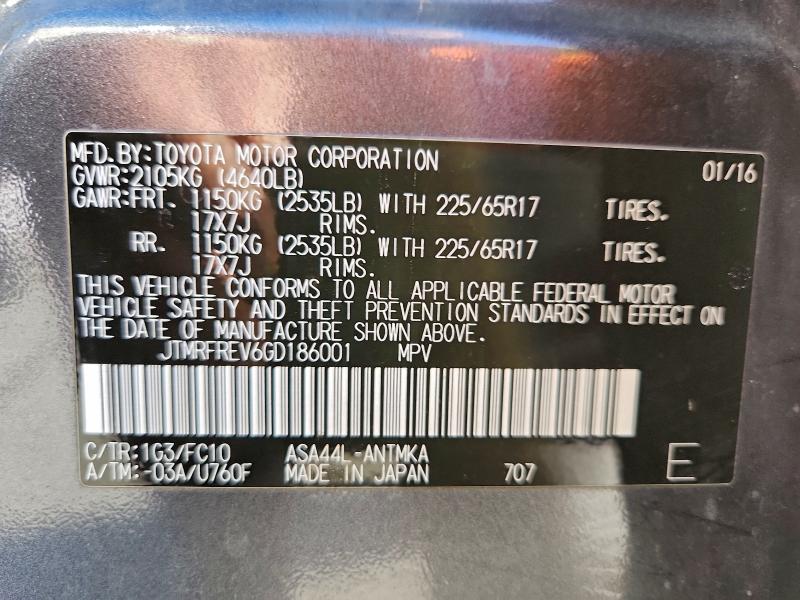 MFD.BY:TOYOTA MOTOR CORPORATION 01/16
GVWR:2105KG (4640LB)
GAWR:FRT. 1150KG (2535LB) WITH 225/65R17 TIRES.
17X7J RIMS.
RR. 1150KG (2535LB) WITH 225/65R17 TIRES.
17X7J RIMS.
THIS VEHICLE CONFORMS TO ALL APPLICABLE FEDERAL MOTOR
VEHICLE SAFETY AND THEFT PREVENTION STANDARDS IN EFFECT ON
THE DATE OF MANUFACTURE SHOWN ABOVE.
JTMRFREV6GD186001 MPV
C/TR:1G3/FC10 ASA44L-ANTMKA
A/TM:-03A/U760F MADE IN JAPAN 707 E